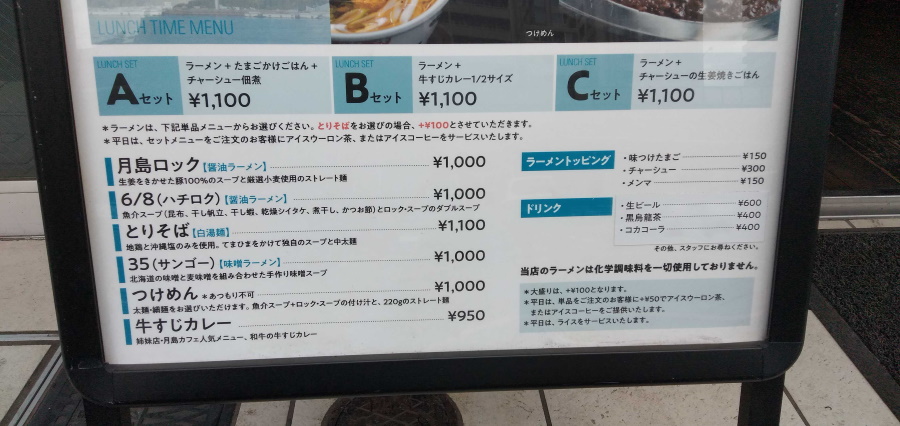 LUNCH TIME MENU
つけめん
LUNCH SET
Aセット
ラーメン + たまごかけごはん +
チャーシュー佃煮
¥1,100
LUNCH SET
Bセット
ラーメン +
牛すじカレー1/2サイズ
¥1,100
LUNCH SET
Cセット
ラーメン +
チャーシューの生姜焼きごはん
¥1,100
*ラーメンは、下記単品メニューからお選びください。とりそばをお選びの場合、+¥100とさせていただきます。
*平日は、セットメニューをご注文のお客様にアイスウーロン茶、またはアイスコーヒーをサービスいたします。
月島ロック【醤油ラーメン】 ¥1,000
生姜をきかせた豚100%のスープと厳選小麦使用のストレート麺
6/8(ハチロク)【醤油ラーメン】 ¥1,000
魚介スープ(昆布、干し帆立、干し蝦、乾燥シイタケ、煮干し、かつお節)とロック・スープのダブルスープ
とりそば【白湯麺】 ¥1,100
地鶏と沖縄塩のみを使用。てまひまをかけて独自のスープと中太麺
35(サンゴー)【味噌ラーメン】 ¥1,000
北海道の味噌と麦味噌を組み合わせた手作り味噌スープ
つけめん *あつもり不可 ¥1,000
太麺・細麺をお選びいただけます。魚介スープ+ロック・スープの付け汁と、220gのストレート麺
牛すじカレー ¥950
姉妹店・月島カフェ人気メニュー、和牛の牛すじカレー
ラーメントッピング
・味つけたまご ¥150
・チャーシュー ¥300
・メンマ ¥150
ドリンク
・生ビール ¥600
・黒烏龍茶 ¥400
・コカコーラ ¥400
その他、スタッフにお尋ねください。
当店のラーメンは化学調味料を一切使用しておりません。
*大盛りは、+¥100となります。
*平日は、単品をご注文のお客様に+¥50でアイスウーロン茶、
またはアイスコーヒーをご提供いたします。
*平日は、ライスをサービスいたします。